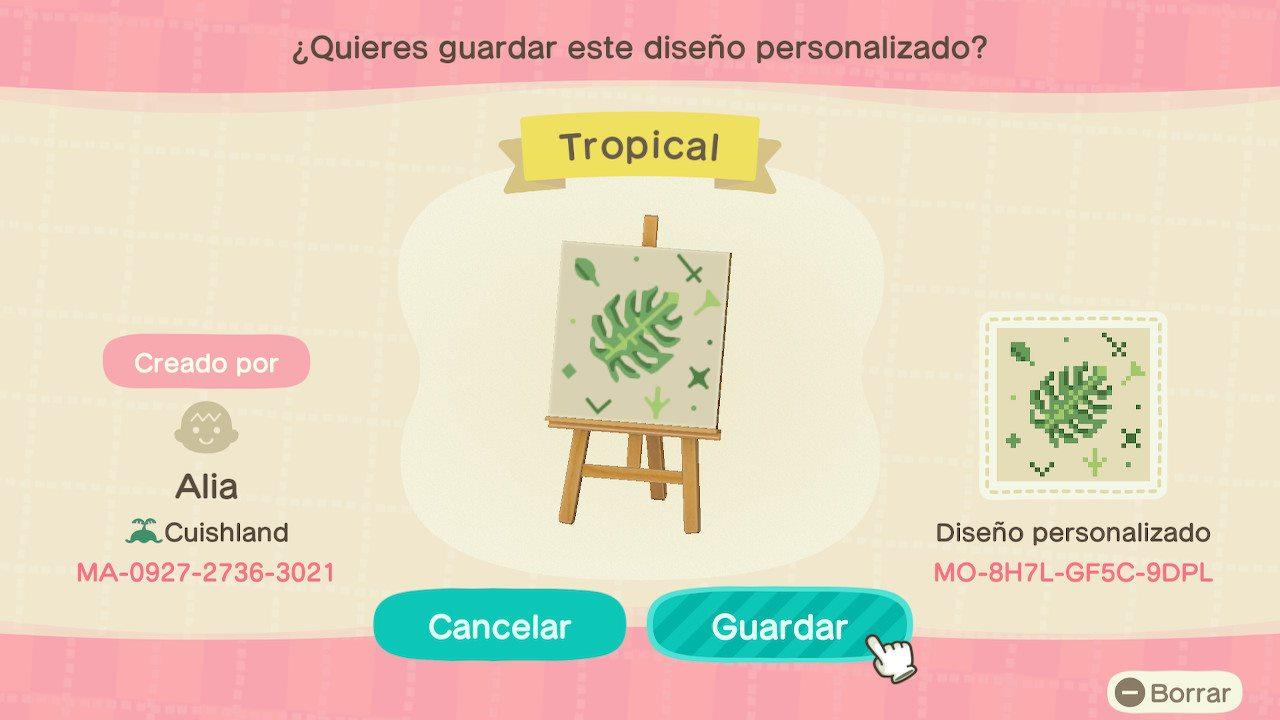 ¿Quieres guardar este diseño personalizado?
Tropical
Creado por
Alia
Cuishland
MA-0927-2736-3021
Diseño personalizado
MO-8H7L-GF5C-9DPL
Cancelar
Guardar
Borrar